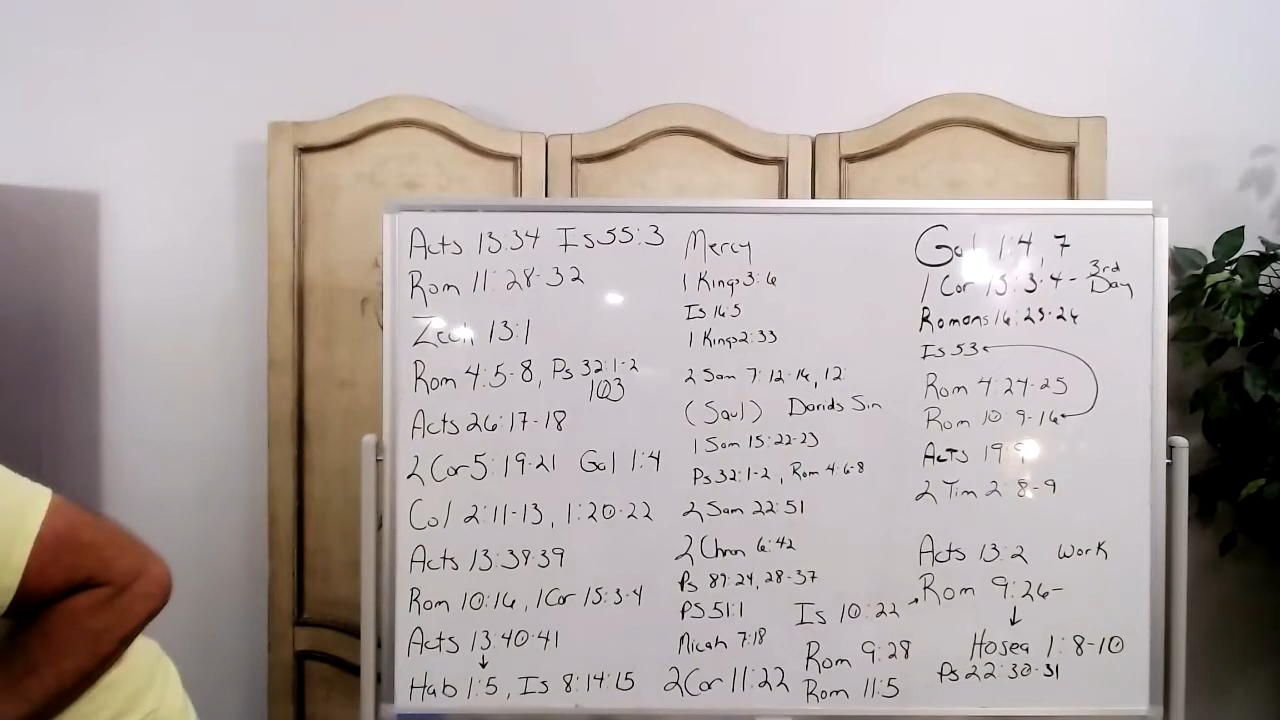 Acts 13:34 Is 55:3
Rom 11:28-32
Zech 13:1
Rom 4:5-8, Ps 32:1-2
103
Acts 26:17-18
2 Cor 5:19-21 Gal 1:4
Col 2:11-13, 1:20-22
Acts 13:38-39
Rom 10:16, 1 Cor 15:3-4
Acts 13:40-41
↓
Hab 1:5, Is 8:14-15
Mercy
1 Kings 3:6
Is 16:5
1 Kings 2:33
2 Sam 7:12-16, 12
(Saul) Davids Sin
1 Sam 15:22-23
Ps 32:1-2, Rom 4:6-8
2 Sam 22:51
2 Chron 6:42
Ps 89:24, 28-37
PS 51:1
Micah 7:18
2 Cor 11:22
Is 10:22 →
Rom 9:28
Rom 11:5
Gal 1:4, 7
1 Cor 15:3-4 - 3rd Day
Romans 16:25-26
Is 53
Rom 4:24-25
Rom 10 9-16
Acts 19:9
2 Tim 2:8-9
Acts 13:2 Work
Rom 9:26-
↓
Hosea 1:8-10
Ps 22:30-31